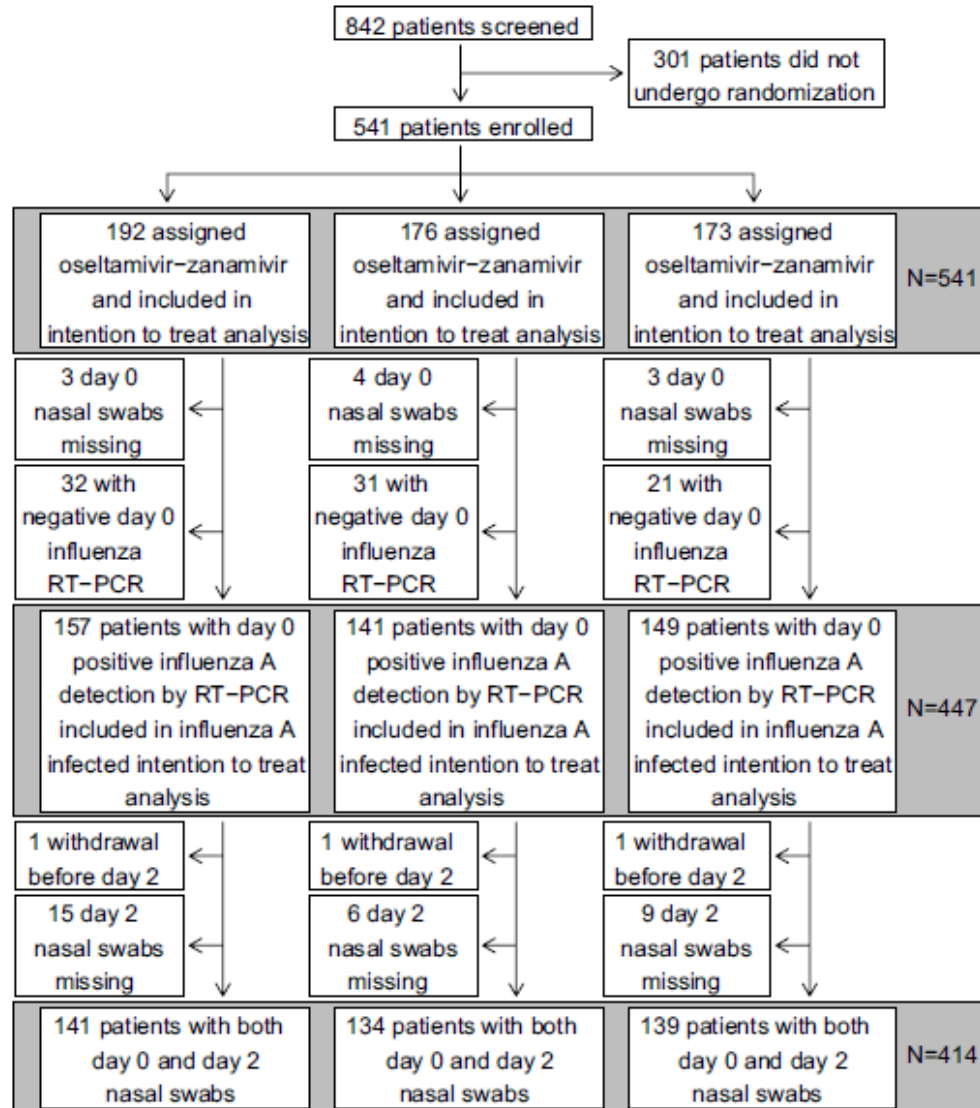 842 patients screened
301 patients did not
undergo randomization
541 patients enrolled
192 assigned
oseltamivir−zanamivir
and included in
intention to treat analysis
176 assigned
oseltamivir−zanamivir
and included in
intention to treat analysis
173 assigned
oseltamivir−zanamivir
and included in
intention to treat analysis
N=541
3 day 0
nasal swabs
missing
4 day 0
nasal swabs
missing
3 day 0
nasal swabs
missing
32 with
negative day 0
influenza
RT−PCR
31 with
negative day 0
influenza
RT−PCR
21 with
negative day 0
influenza
RT−PCR
157 patients with day 0
positive influenza A
detection by RT−PCR
included in influenza A
infected intention to treat
analysis
141 patients with day 0
positive influenza A
detection by RT−PCR
included in influenza A
infected intention to treat
analysis
149 patients with day 0
positive influenza A
detection by RT−PCR
included in influenza A
infected intention to treat
analysis
N=447
1 withdrawal
before day 2
1 withdrawal
before day 2
1 withdrawal
before day 2
15 day 2
nasal swabs
missing
6 day 2
nasal swabs
missing
9 day 2
nasal swabs
missing
141 patients with both
day 0 and day 2
nasal swabs
134 patients with both
day 0 and day 2
nasal swabs
139 patients with both
day 0 and day 2
nasal swabs
N=414